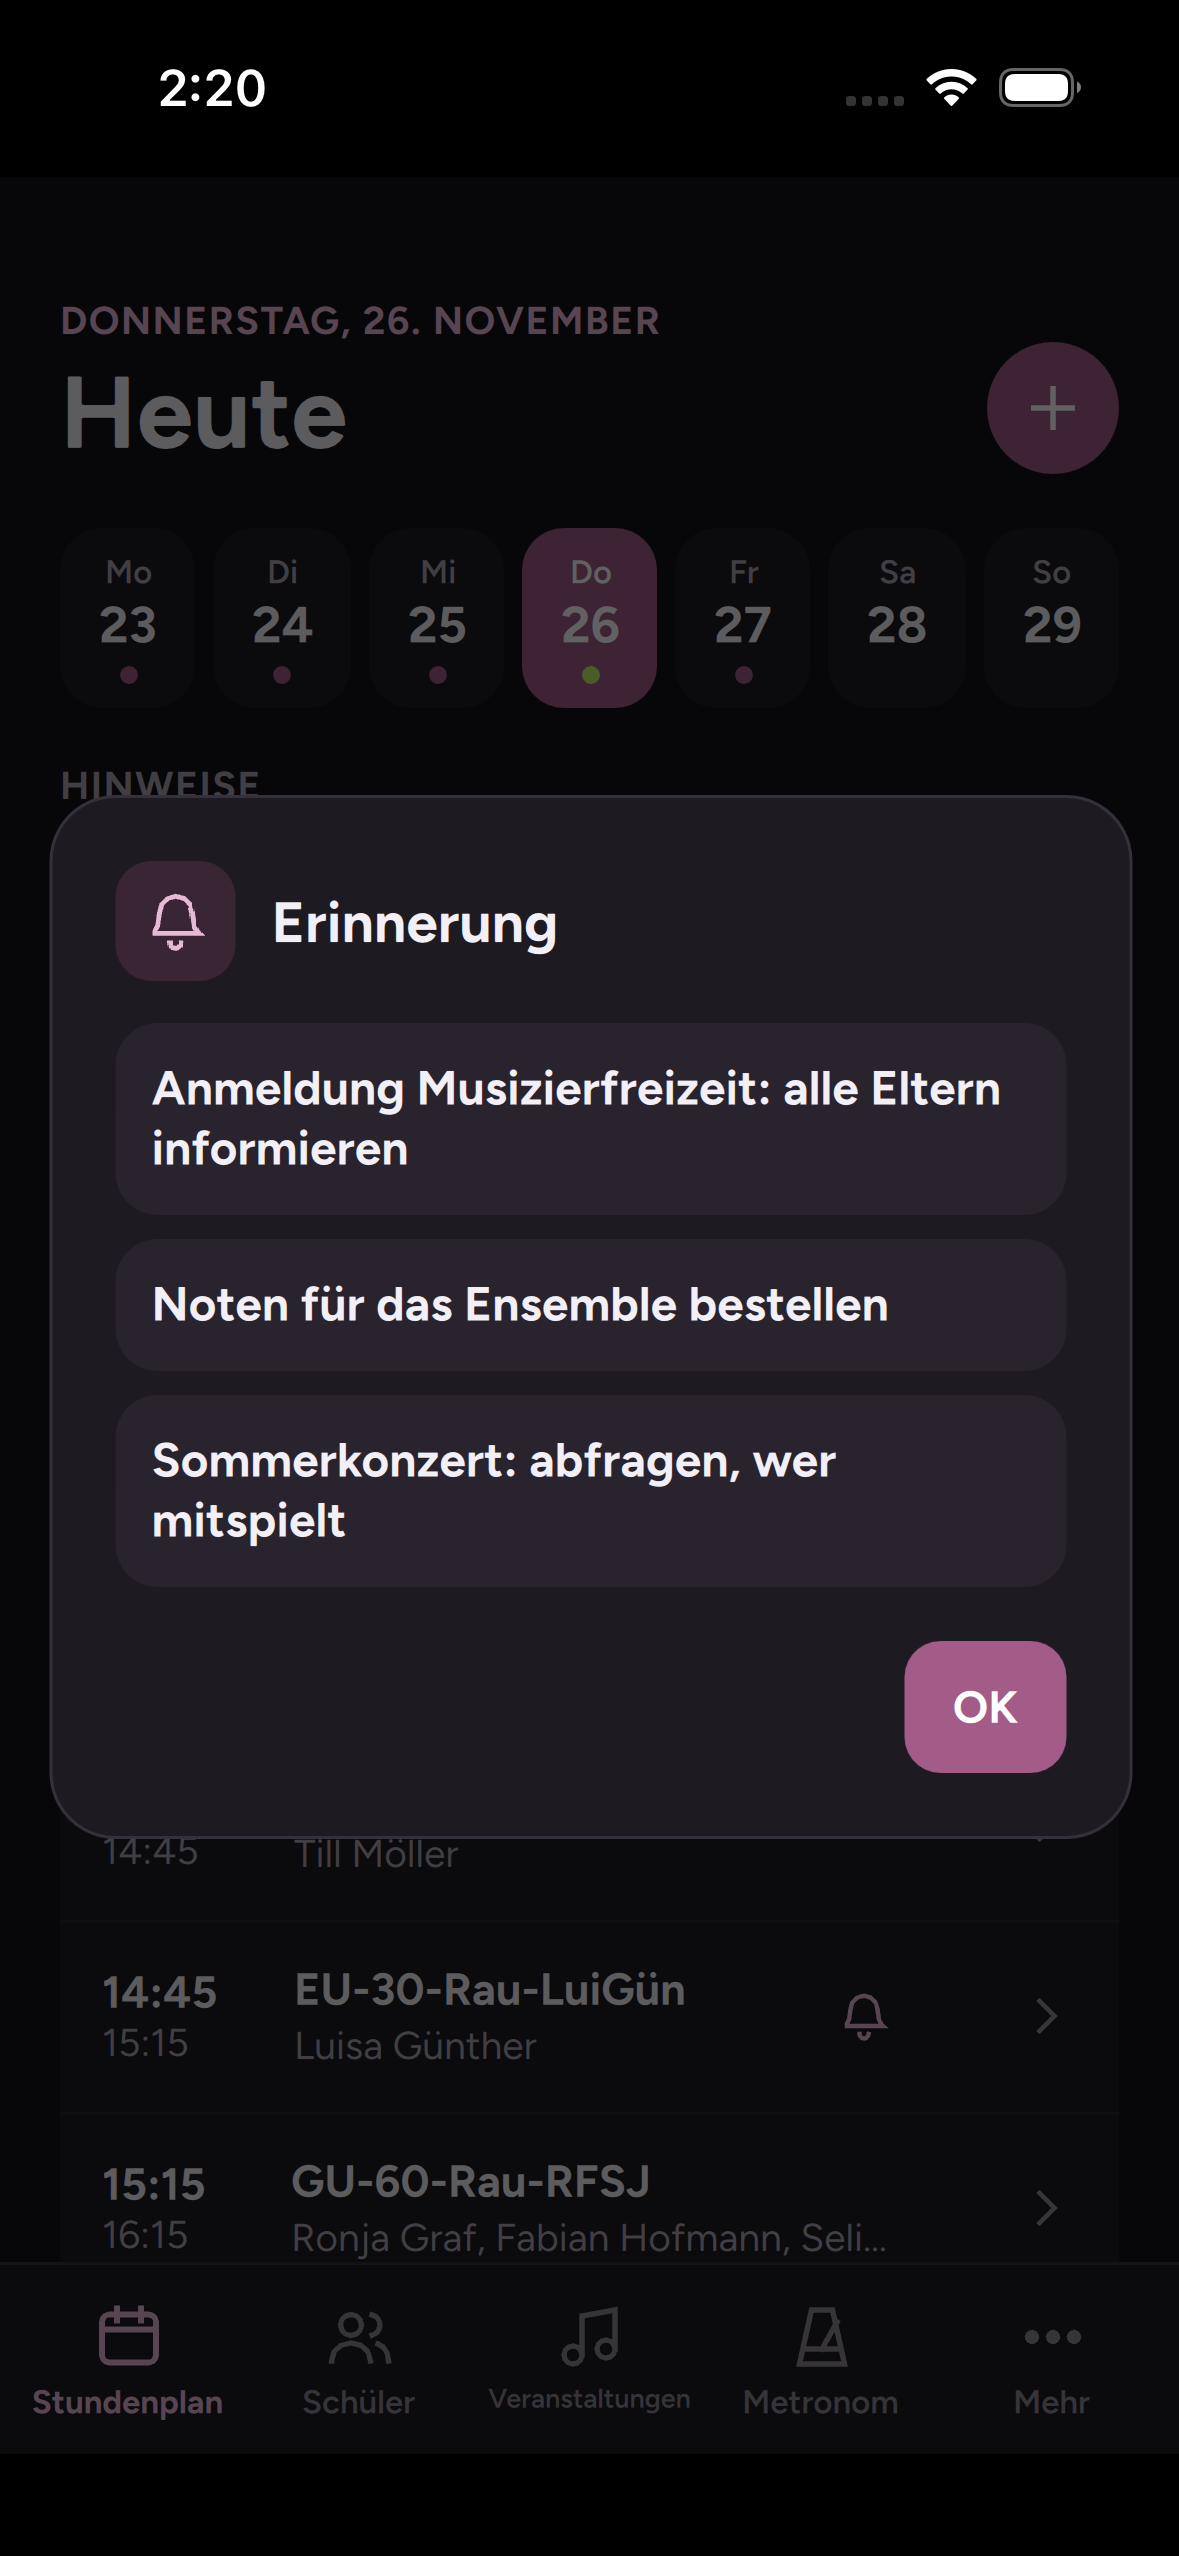 2:20
DONNERSTAG, 26. NOVEMBER
Heute
Mo Di Mi Do Fr Sa So
23 24 25 26 27 28 29
HINWEISE
Erinnerung
Anmeldung Musizierfreizeit: alle Eltern
informieren
Noten für das Ensemble bestellen
Sommerkonzert: abfragen, wer
mitspielt
OK
14:45 Till Möller
14:45 EU-30-Rau-LuiGün
15:15 Luisa Günther
15:15 GU-60-Rau-RFSJ
16:15 Ronja Graf, Fabian Hofmann, Seli...
Stundenplan Schüler Veranstaltungen Metronom Mehr